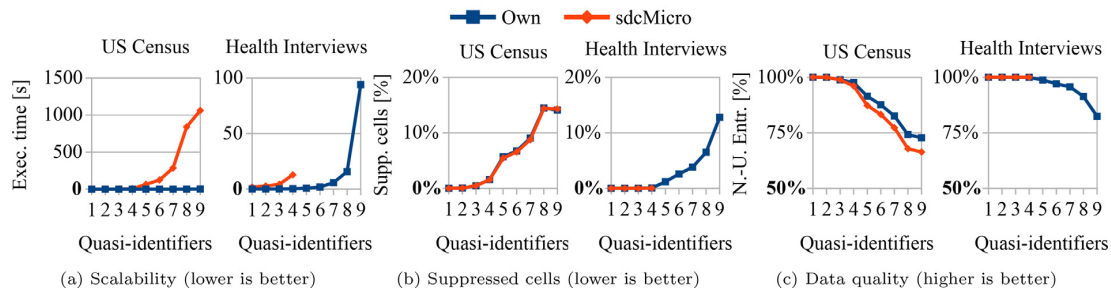 Own sdcMicro
US Census Health Interviews
Exec. time [s]
1500
1000
500
0
1 2 3 4 5 6 7 8 9
Quasi-identifiers
100
50
0
1 2 3 4 5 6 7 8 9
Quasi-identifiers
(a) Scalability (lower is better)
US Census Health Interviews
Supp. cells [%]
20%
10%
0%
1 2 3 4 5 6 7 8 9
Quasi-identifiers
20%
10%
0%
1 2 3 4 5 6 7 8 9
Quasi-identifiers
(b) Suppressed cells (lower is better)
US Census Health Interviews
N.-U. Entr. [%]
100%
75%
50%
1 2 3 4 5 6 7 8 9
Quasi-identifiers
100%
75%
50%
1 2 3 4 5 6 7 8 9
Quasi-identifiers
(c) Data quality (higher is better)